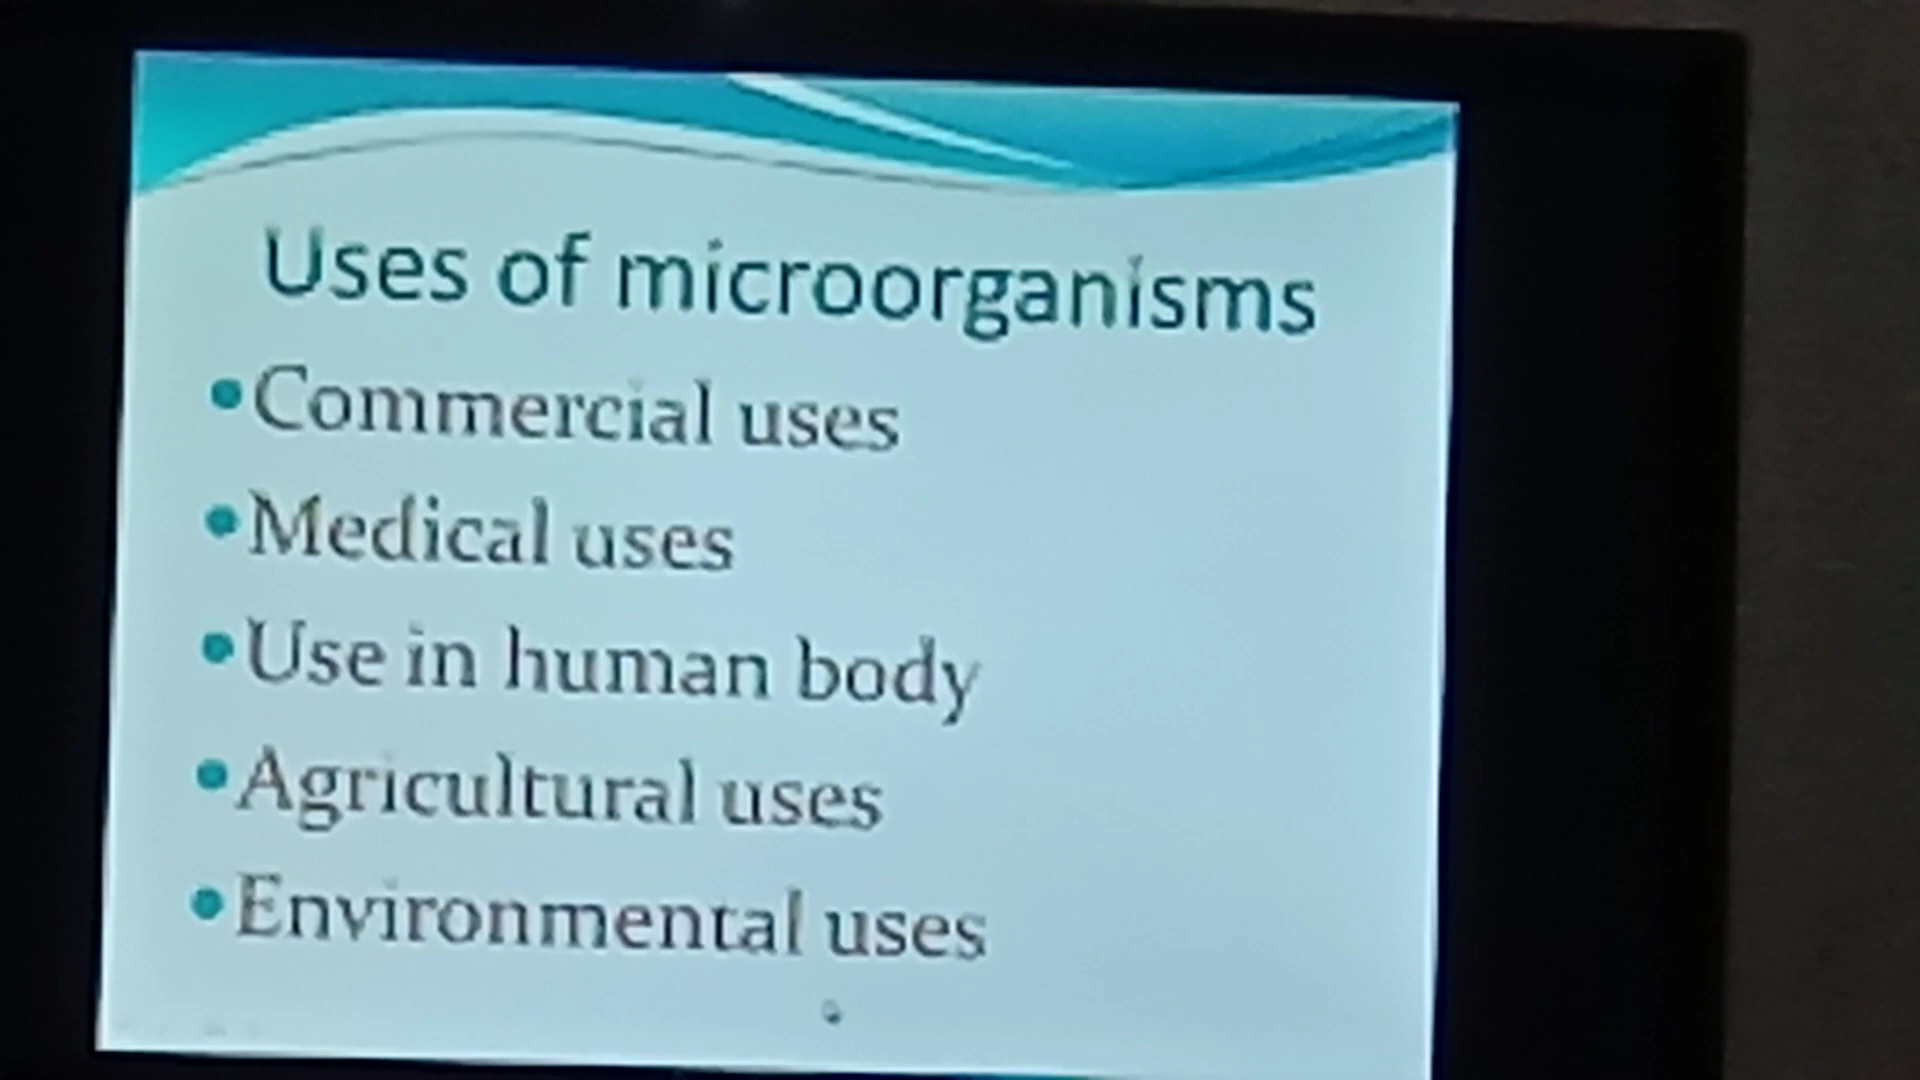 Uses of microorganisms
•Commercial uses
•Medical uses
•Use in human body
•Agricultural uses
•Environmental uses